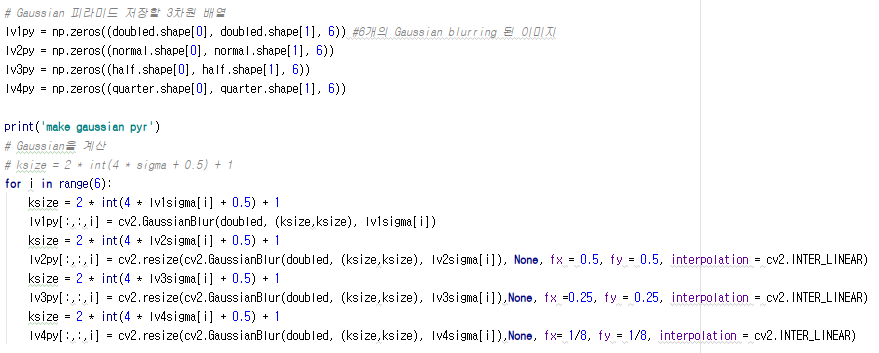 # Gaussian 피라미드 저장할 3차원 배열
lv1py = np.zeros((doubled.shape[0], doubled.shape[1], 6)) #6개의 Gaussian blurring 된 이미지
lv2py = np.zeros((normal.shape[0], normal.shape[1], 6))
lv3py = np.zeros((half.shape[0], half.shape[1], 6))
lv4py = np.zeros((quarter.shape[0], quarter.shape[1], 6))
print('make gaussian pyr')
# Gaussian을 계산
# ksize = 2 * int(4 * sigma + 0.5) + 1
for i in range(6):
    ksize = 2 * int(4 * lv1sigma[i] + 0.5) + 1
    lv1py[:,:,i] = cv2.GaussianBlur(doubled, (ksize,ksize), lv1sigma[i])
    ksize = 2 * int(4 * lv2sigma[i] + 0.5) + 1
    lv2py[:,:,i] = cv2.resize(cv2.GaussianBlur(doubled, (ksize,ksize), lv2sigma[i]), None, fx = 0.5, fy = 0.5, interpolation = cv2.INTER_LINEAR)
    ksize = 2 * int(4 * lv3sigma[i] + 0.5) + 1
    lv3py[:,:,i] = cv2.resize(cv2.GaussianBlur(doubled, (ksize,ksize), lv3sigma[i]),None, fx =0.25, fy = 0.25, interpolation = cv2.INTER_LINEAR)
    ksize = 2 * int(4 * lv4sigma[i] + 0.5) + 1
    lv4py[:,:,i] = cv2.resize(cv2.GaussianBlur(doubled, (ksize,ksize), lv4sigma[i]),None, fx= 1/8, fy = 1/8, interpolation = cv2.INTER_LINEAR)